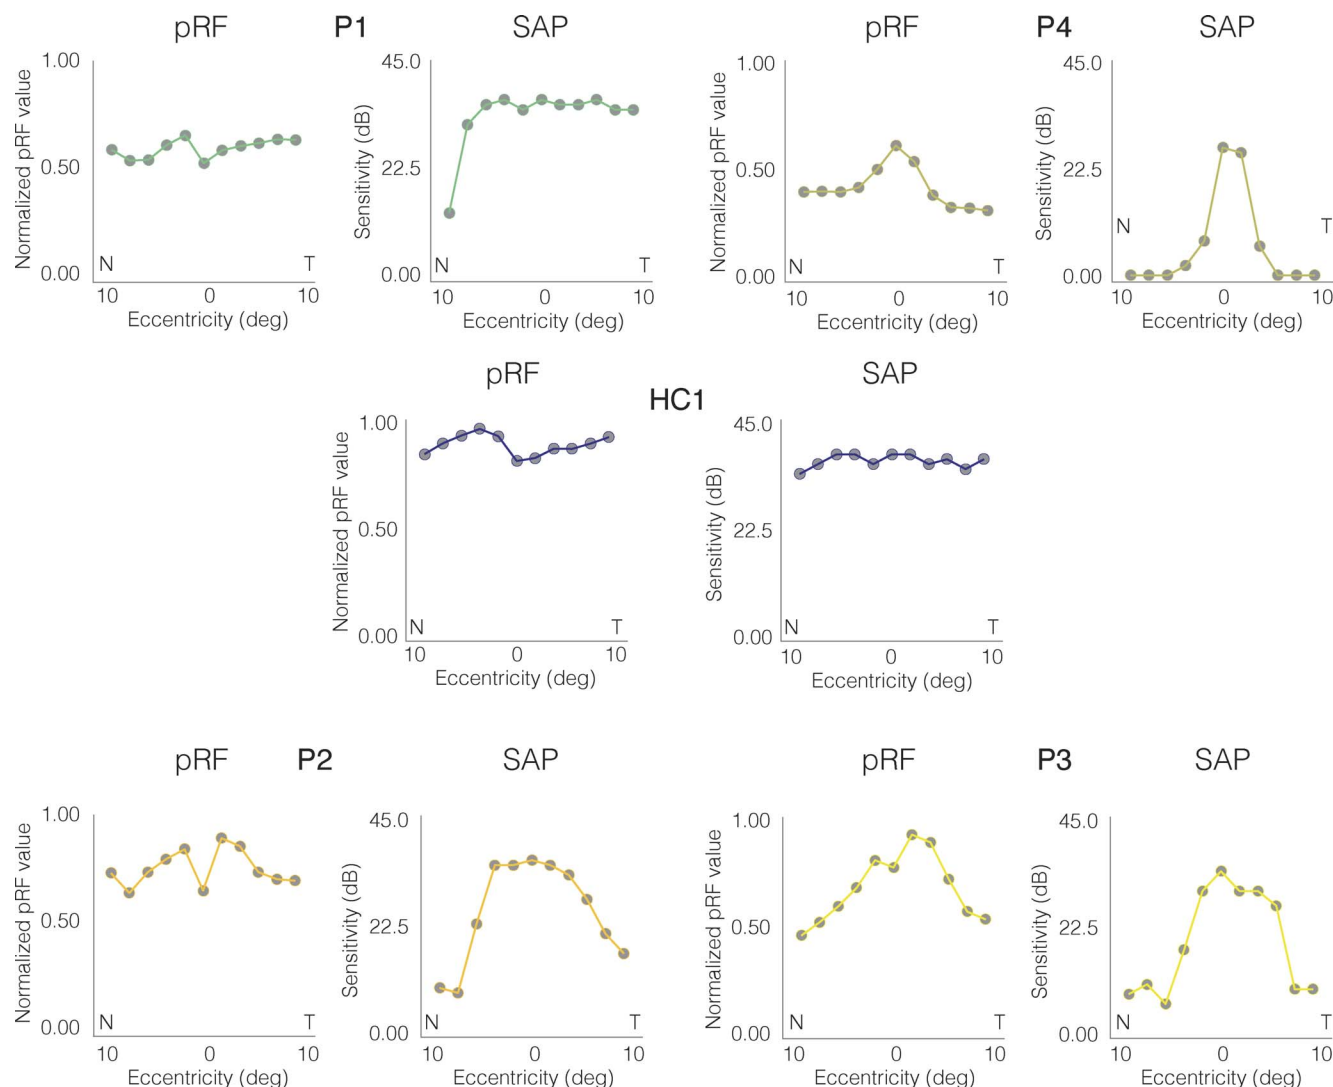 pRF P1 SAP
Normalized pRF value
1.00
0.50
0.00
N T
10 0 10
Eccentricity (deg)
Sensitivity (dB)
45.0
22.5
0.00
N T
10 0 10
Eccentricity (deg)
pRF P4 SAP
Normalized pRF value
1.00
0.50
0.00
N T
10 0 10
Eccentricity (deg)
Sensitivity (dB)
45.0
22.5
0.00
N T
10 0 10
Eccentricity (deg)
pRF HC1 SAP
Normalized pRF value
1.00
0.50
0.00
N T
10 0 10
Eccentricity (deg)
Sensitivity (dB)
45.0
22.5
0.00
N T
10 0 10
Eccentricity (deg)
pRF P2 SAP
Normalized pRF value
1.00
0.50
0.00
N T
10 0 10
Eccentricity (deg)
Sensitivity (dB)
45.0
22.5
0.00
N T
10 0 10
Eccentricity (deg)
pRF P3 SAP
Normalized pRF value
1.00
0.50
0.00
N T
10 0 10
Eccentricity (deg)
Sensitivity (dB)
45.0
22.5
0.00
N T
10 0 10
Eccentricity (deg)